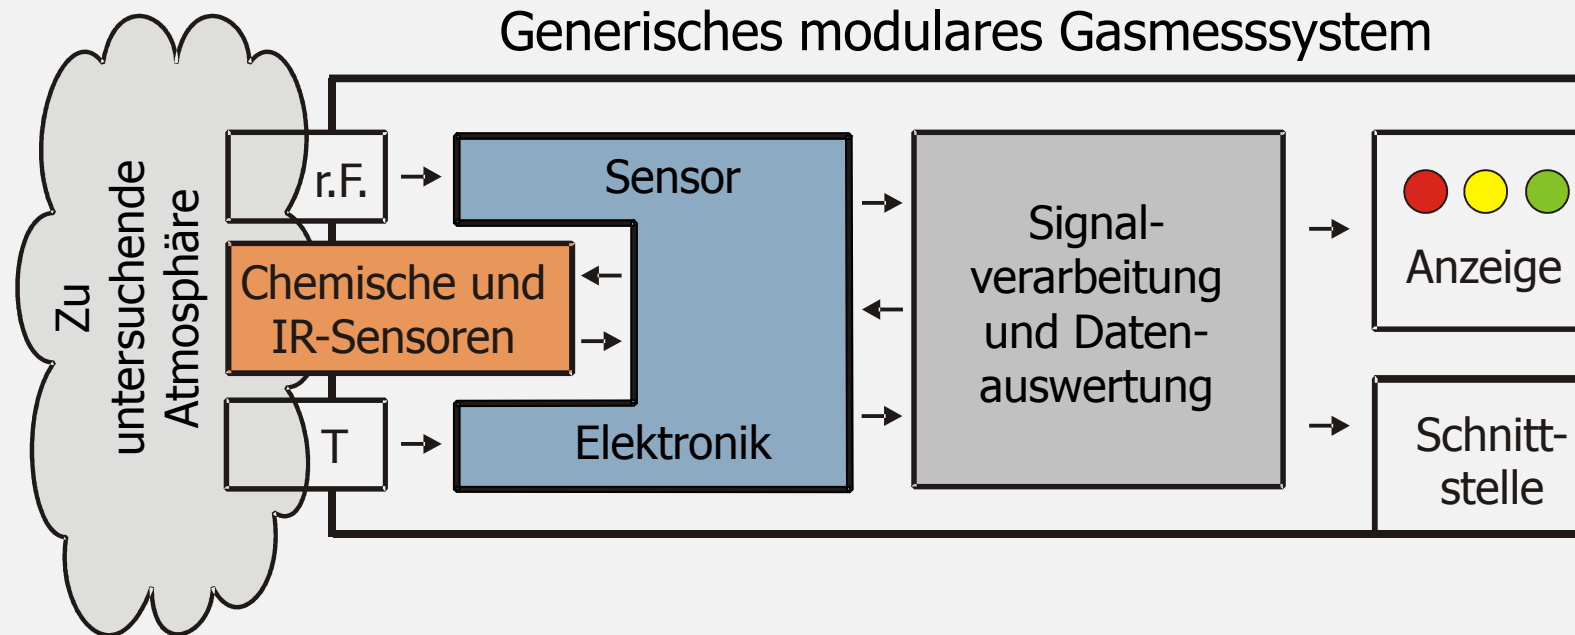 Generisches modulares Gasmesssystem
Zu
untersuchende
Atmosphäre
r.F.
Chemische und
IR-Sensoren
T
Sensor
Elektronik
Signal-
verarbeitung
und Daten-
auswertung
Anzeige
Schnitt-
stelle